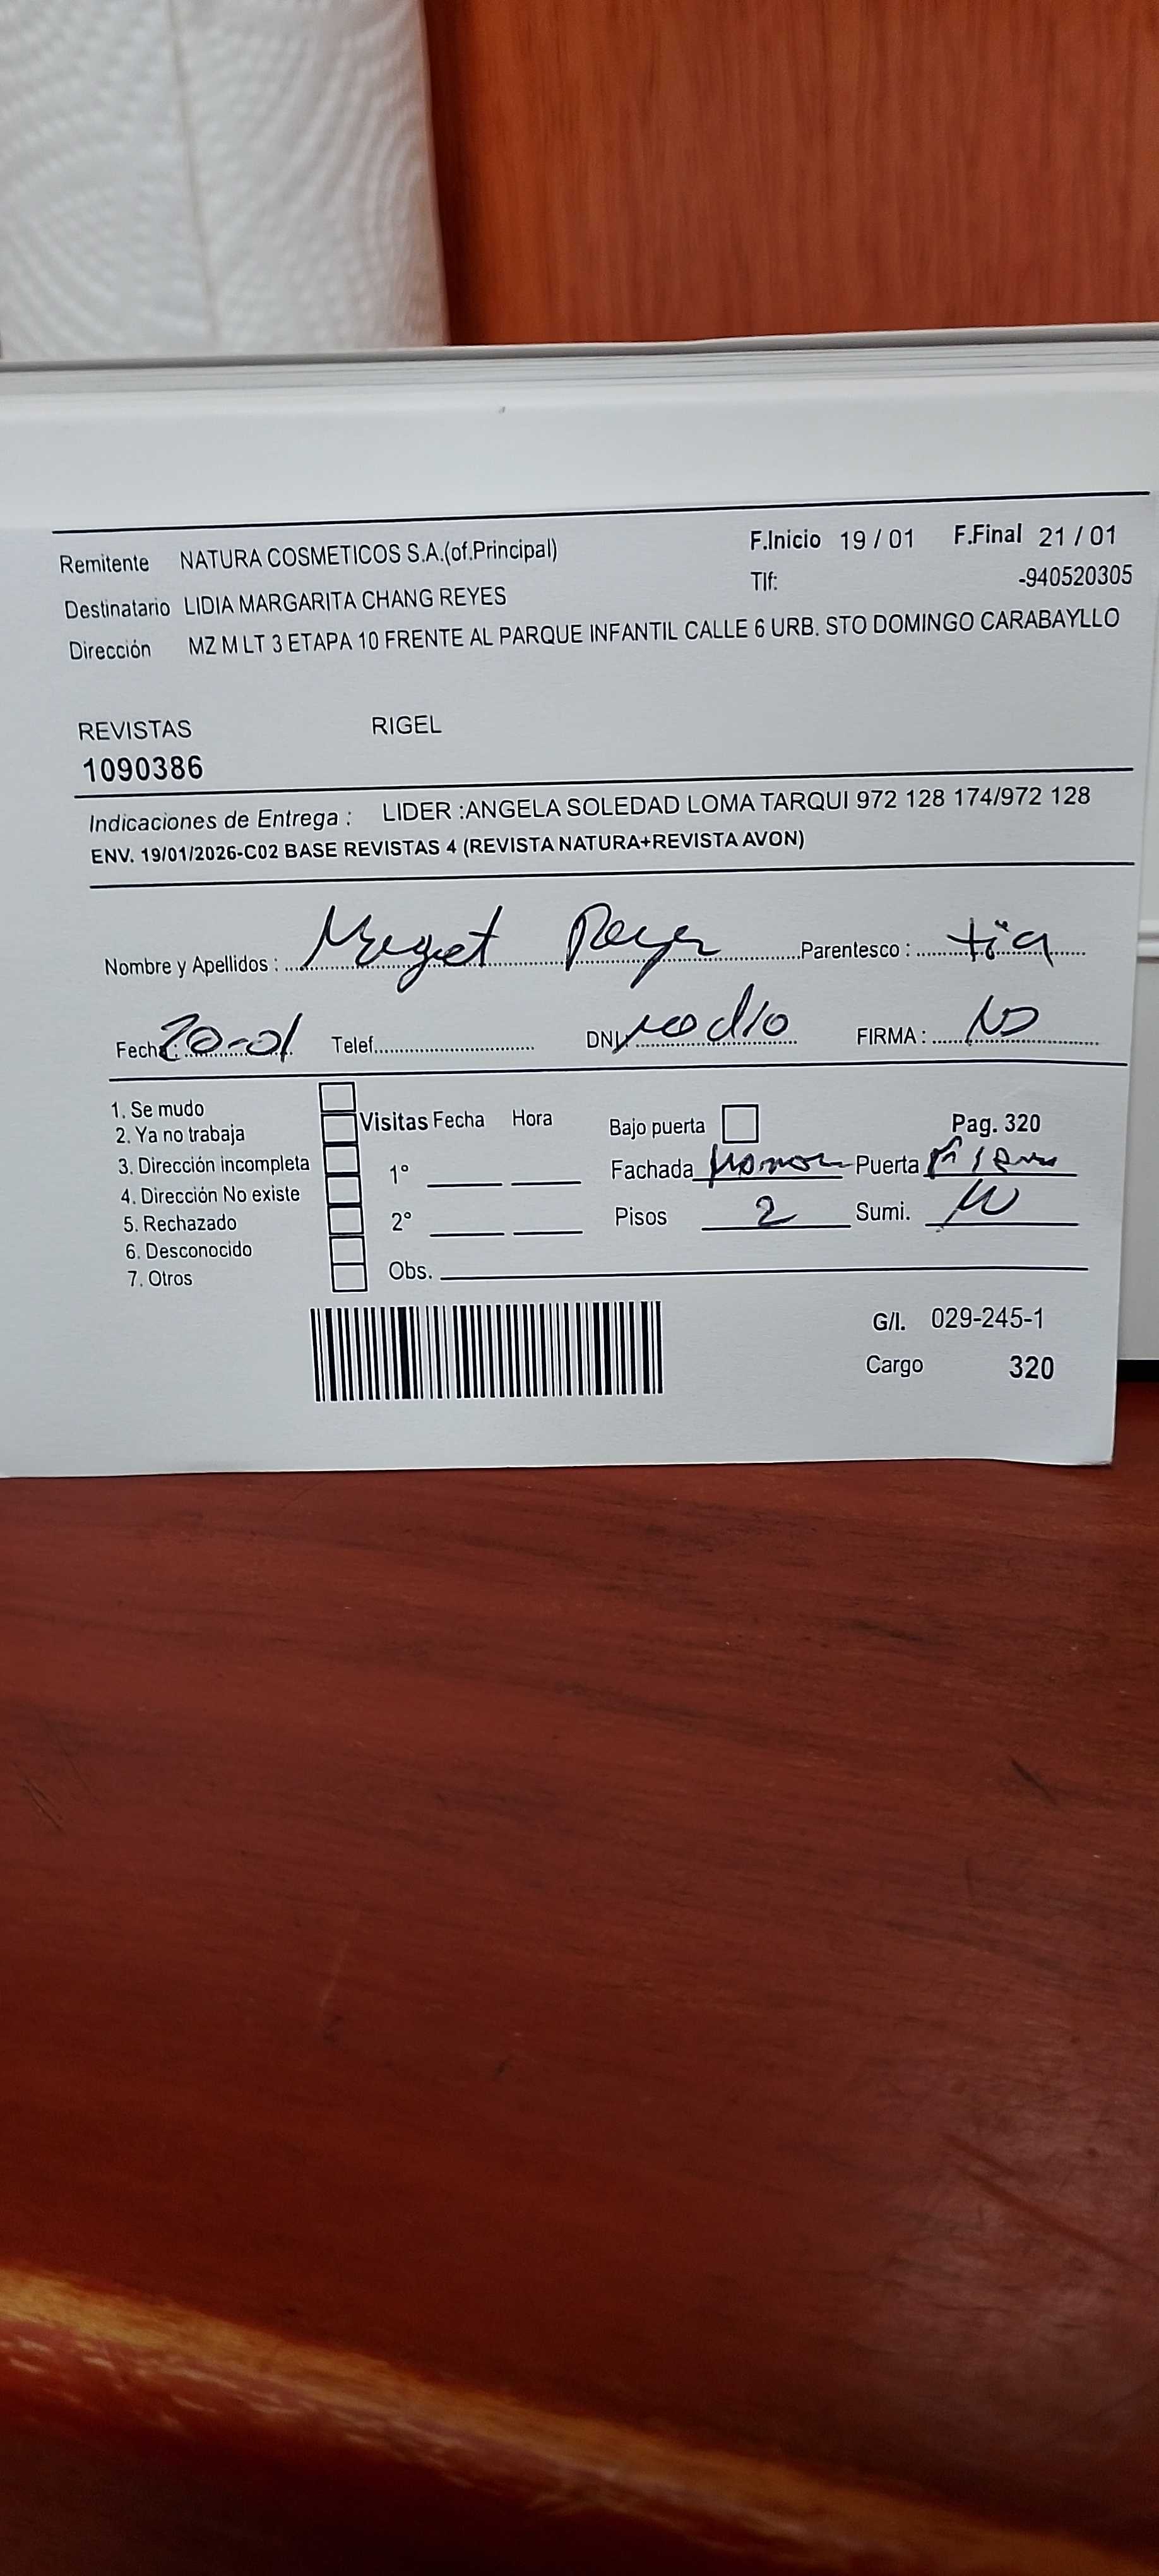 Remitente NATURA COSMETICOS S.A.(of.Principal) F.Inicio 19 / 01 F.Final 21 / 01
Tlf: -940520305
Destinatario LIDIA MARGARITA CHANG REYES
Dirección MZ M LT 3 ETAPA 10 FRENTE AL PARQUE INFANTIL CALLE 6 URB. STO DOMINGO CARABAYLLO
REVISTAS RIGEL
1090386
Indicaciones de Entrega : LIDER :ANGELA SOLEDAD LOMA TARQUI 972 128 174/972 128
ENV. 19/01/2026-C02 BASE REVISTAS 4 (REVISTA NATURA+REVISTA AVON)
Nombre y Apellidos : Parentesco : tia
Fecha: 20-01 Telef. DNI no dio FIRMA : NO
1. Se mudo
2. Ya no trabaja
3. Dirección incompleta
4. Dirección No existe
5. Rechazado
6. Desconocido
7. Otros
Visitas Fecha Hora
1°
2°
Obs.
Bajo puerta Pag. 320
Fachada Puerta
Pisos 2 Sumi.
G/I. 029-245-1
Cargo 320